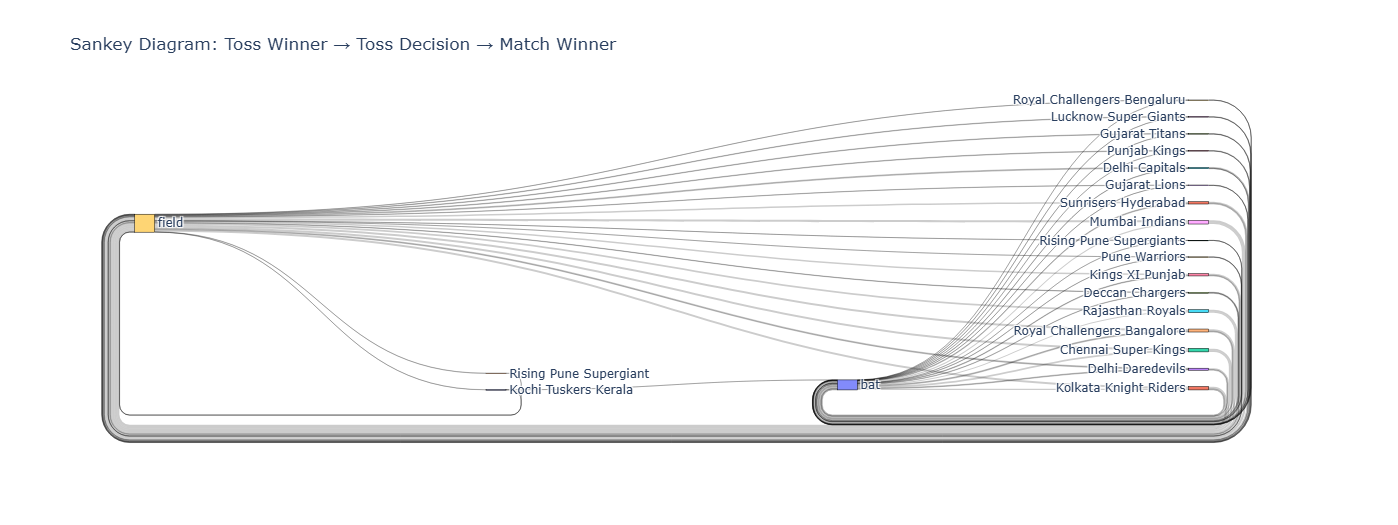 Sankey Diagram: Toss Winner → Toss Decision → Match Winner
Royal Challengers Bengaluru
Lucknow Super Giants
Gujarat Titans
Punjab Kings
Delhi Capitals
Gujarat Lions
Sunrisers Hyderabad
field
Mumbai Indians
Rising Pune Supergiants
Pune Warriors
Kings XI Punjab
Deccan Chargers
Rajasthan Royals
Royal Challengers Bangalore
Chennai Super Kings
Delhi Daredevils
Rising Pune Supergiant
bat
Kolkata Knight Riders
Kochi Tuskers Kerala